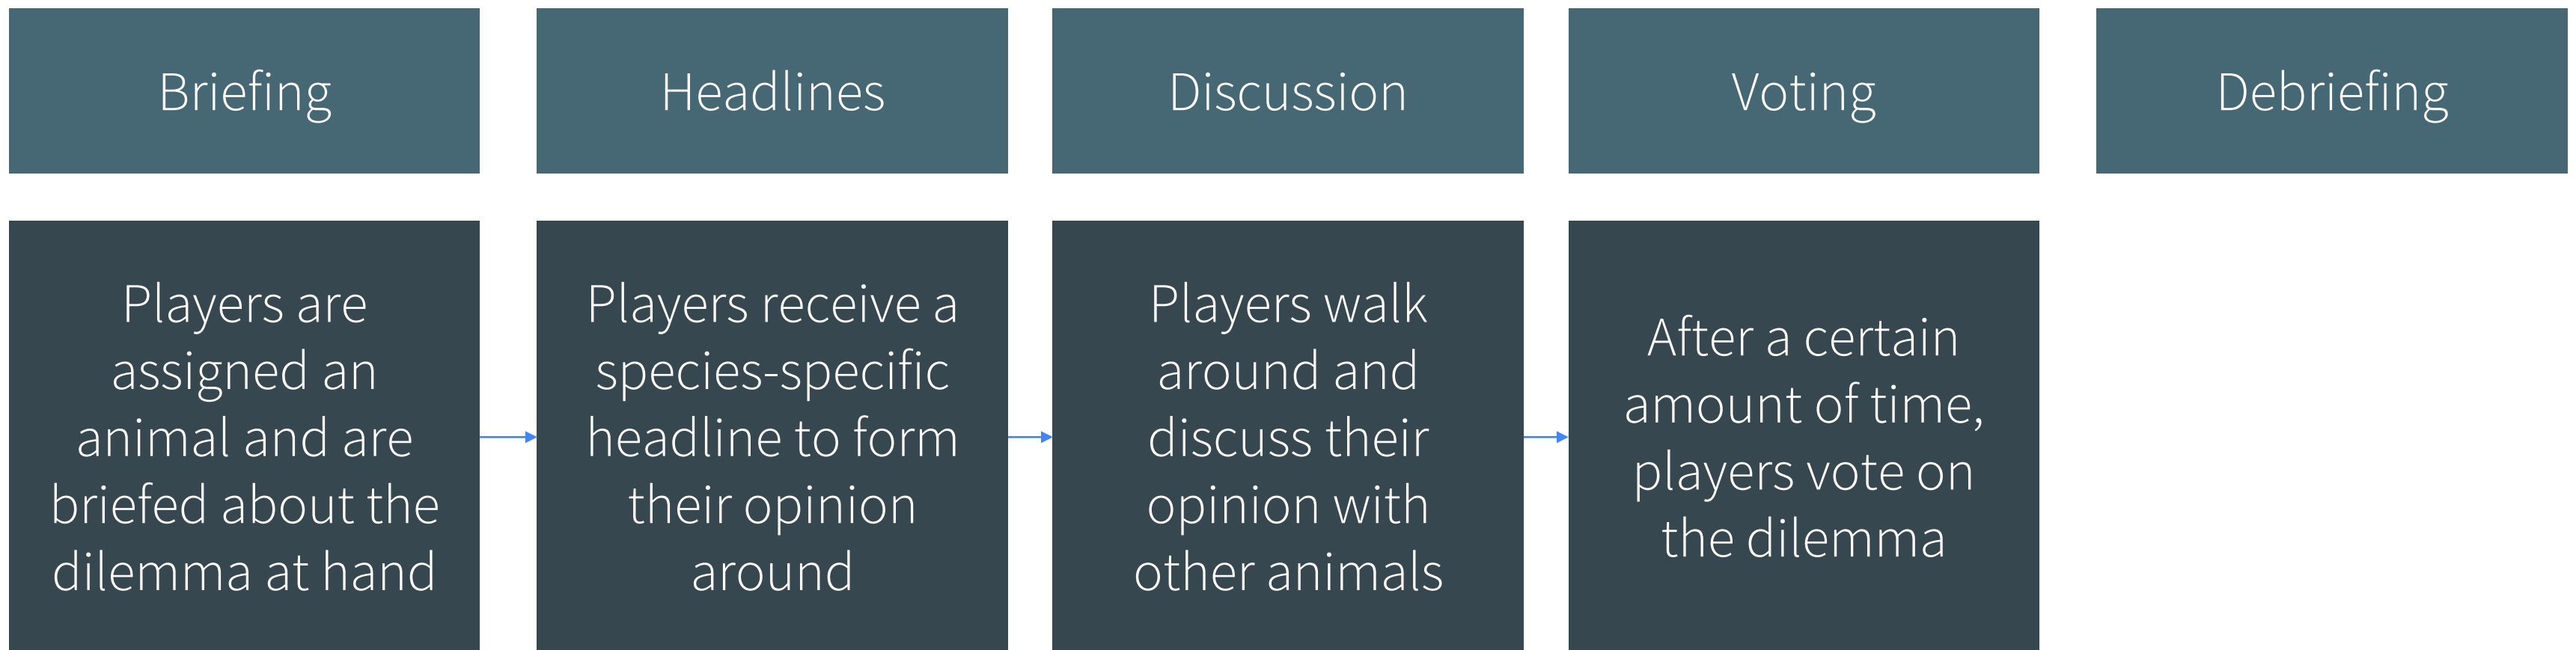 Briefing
Headlines
Discussion
Voting
Debriefing
Players are
assigned an
animal and are
briefed about the
dilemma at hand
Players receive a
species-specific
headline to form
their opinion
around
Players walk
around and
discuss their
opinion with
other animals
After a certain
amount of time,
players vote on
the dilemma